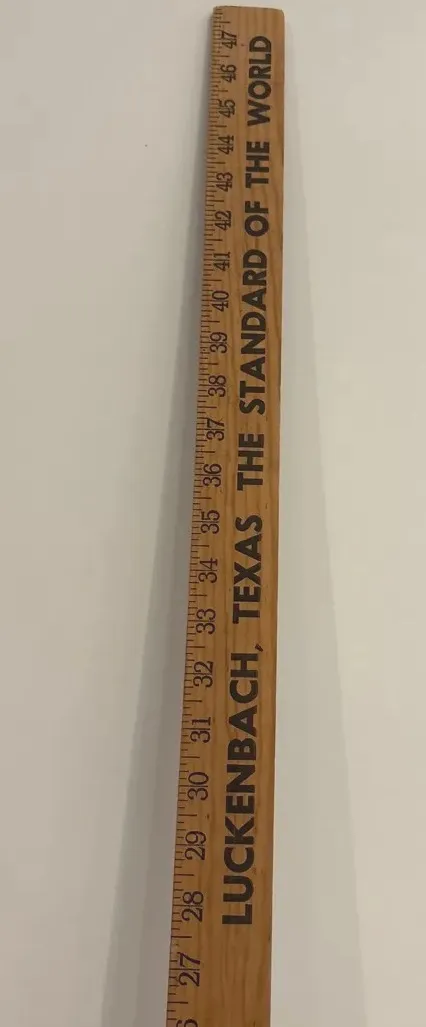 LUCKENBACH, TEXAS THE STANDARD OF THE WORLD
27 28 29 30 31 32 33 34 35 36 37 38 39 40 41 42 43 44 45 46 47